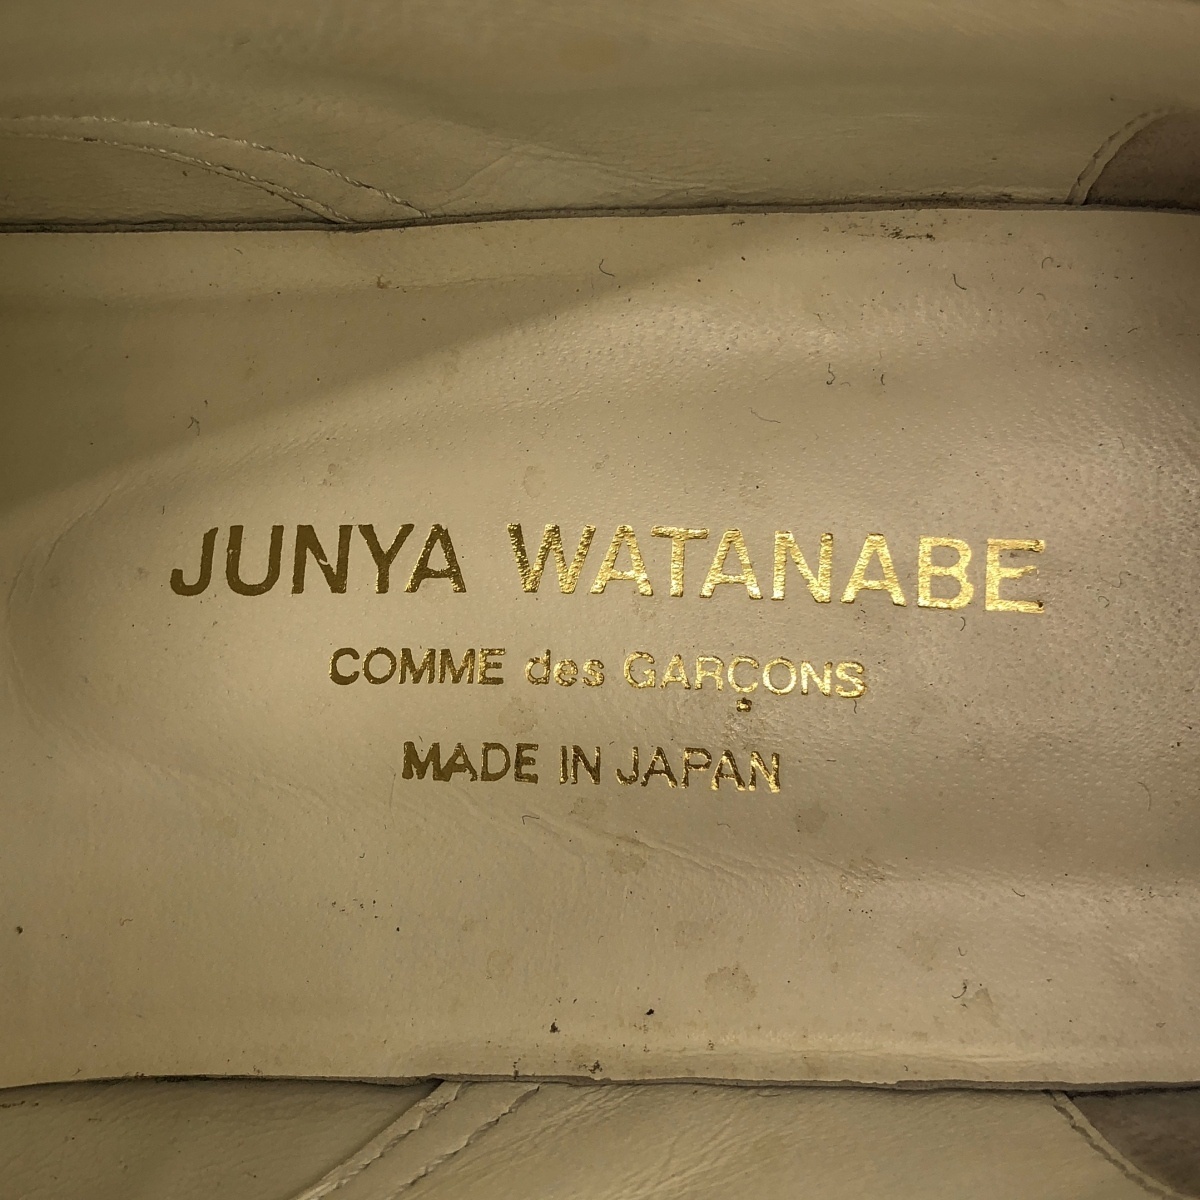 JUNYA WATANABE
COMME des GARÇONS
MADE IN JAPAN